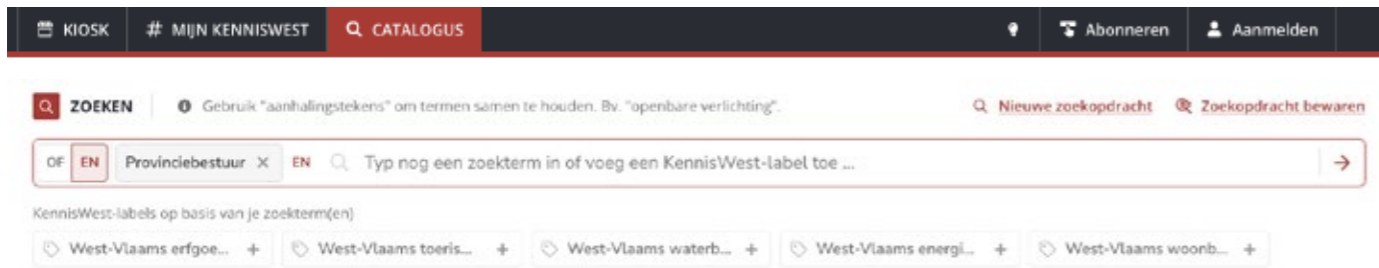 KIOSK # MIJN KENNISWEST CATALOGUS Abonneren Aanmelden
ZOEKEN Gebruik "aanhalingstekens" om termen samen te houden. Bv. "openbare verlichting". Nieuwe zoekopdracht Zoekopdracht bewaren
OF EN Provinciebestuur × EN Typ nog een zoekterm in of voeg een KennisWest-label toe ... →
KennisWest-labels op basis van je zoekterm(en)
West-Vlaams erfgoe... + West-Vlaams toeris... + West-Vlaams waterb... + West-Vlaams energi... + West-Vlaams woonb... +